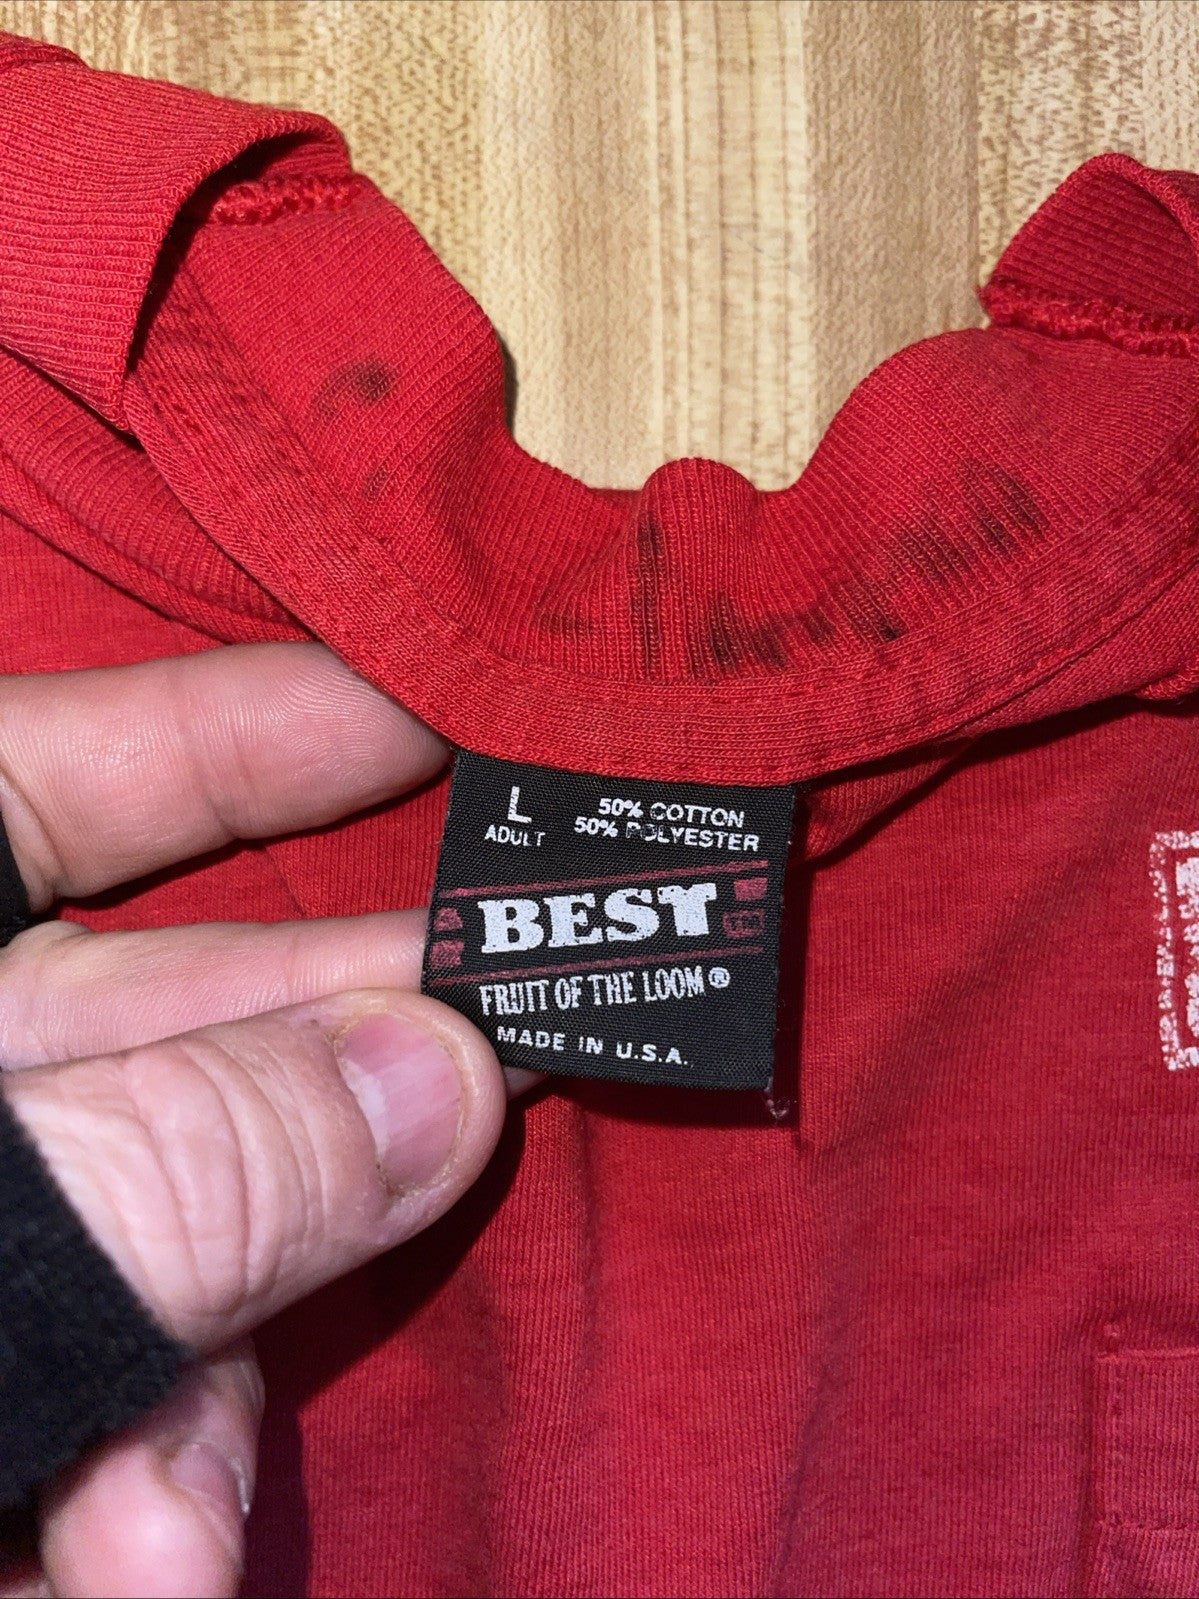 L
ADULT
50% COTTON
50% POLYESTER
BEST
FRUIT OF THE LOOM®
MADE IN U.S.A.